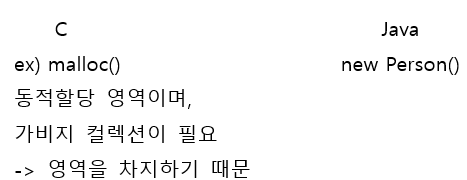 C Java
ex) malloc() new Person()
동적할당 영역이며,
가비지 컬렉션이 필요
-> 영역을 차지하기 때문